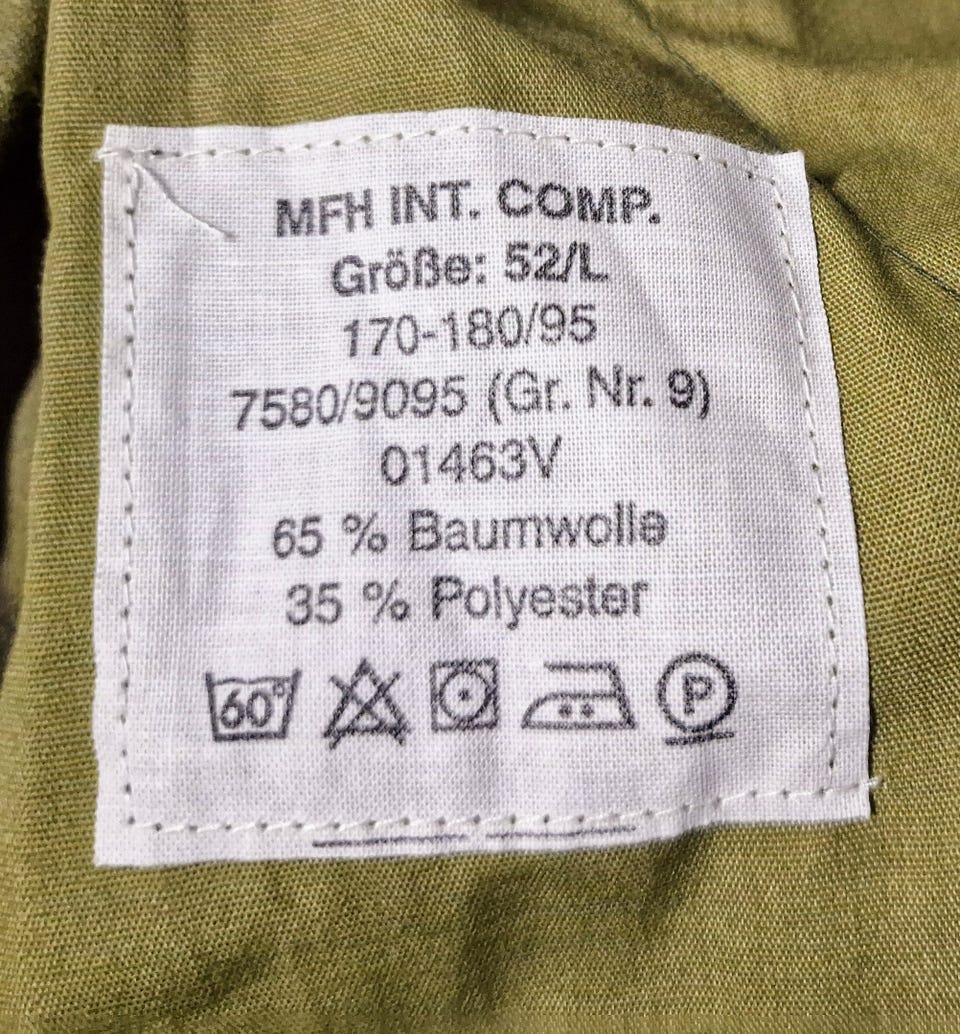 MFH INT. COMP.
Größe: 52/L
170-180/95
7580/9095 (Gr. Nr. 9)
01463V
65 % Baumwolle
35 % Polyester
60° P